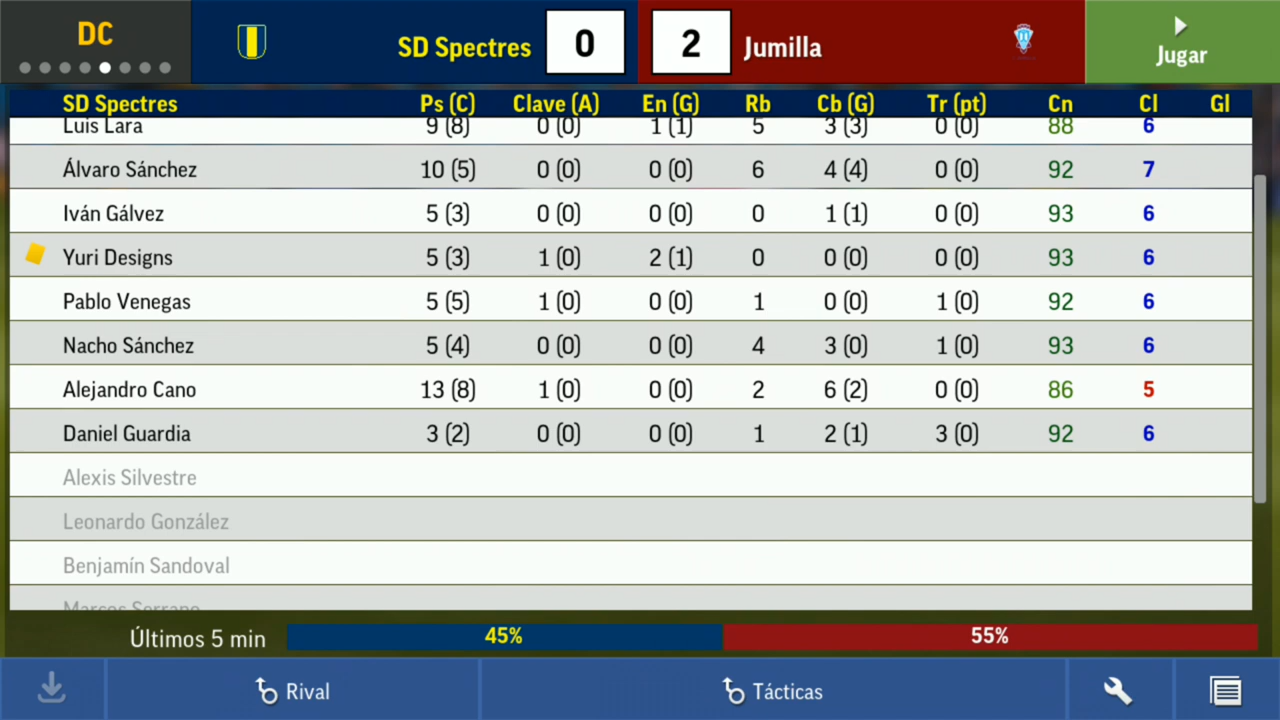 DC SD Spectres 0 2 Jumilla Jugar
SD Spectres Ps (C) Clave (A) En (G) Rb Cb (G) Tr (pt) Cn Cl Gl
Luis Lara 9 (8) 0 (0) 1 (1) 5 3 (3) 0 (0) 88 6
Álvaro Sánchez 10 (5) 0 (0) 0 (0) 6 4 (4) 0 (0) 92 7
Iván Gálvez 5 (3) 0 (0) 0 (0) 0 1 (1) 0 (0) 93 6
Yuri Designs 5 (3) 1 (0) 2 (1) 0 0 (0) 0 (0) 93 6
Pablo Venegas 5 (5) 1 (0) 0 (0) 1 0 (0) 1 (0) 92 6
Nacho Sánchez 5 (4) 0 (0) 0 (0) 4 3 (0) 1 (0) 93 6
Alejandro Cano 13 (8) 1 (0) 0 (0) 2 6 (2) 0 (0) 86 5
Daniel Guardia 3 (2) 0 (0) 0 (0) 1 2 (1) 3 (0) 92 6
Alexis Silvestre
Leonardo González
Benjamín Sandoval
Marcos Serrano
Últimos 5 min 45% 55%
Rival Tácticas